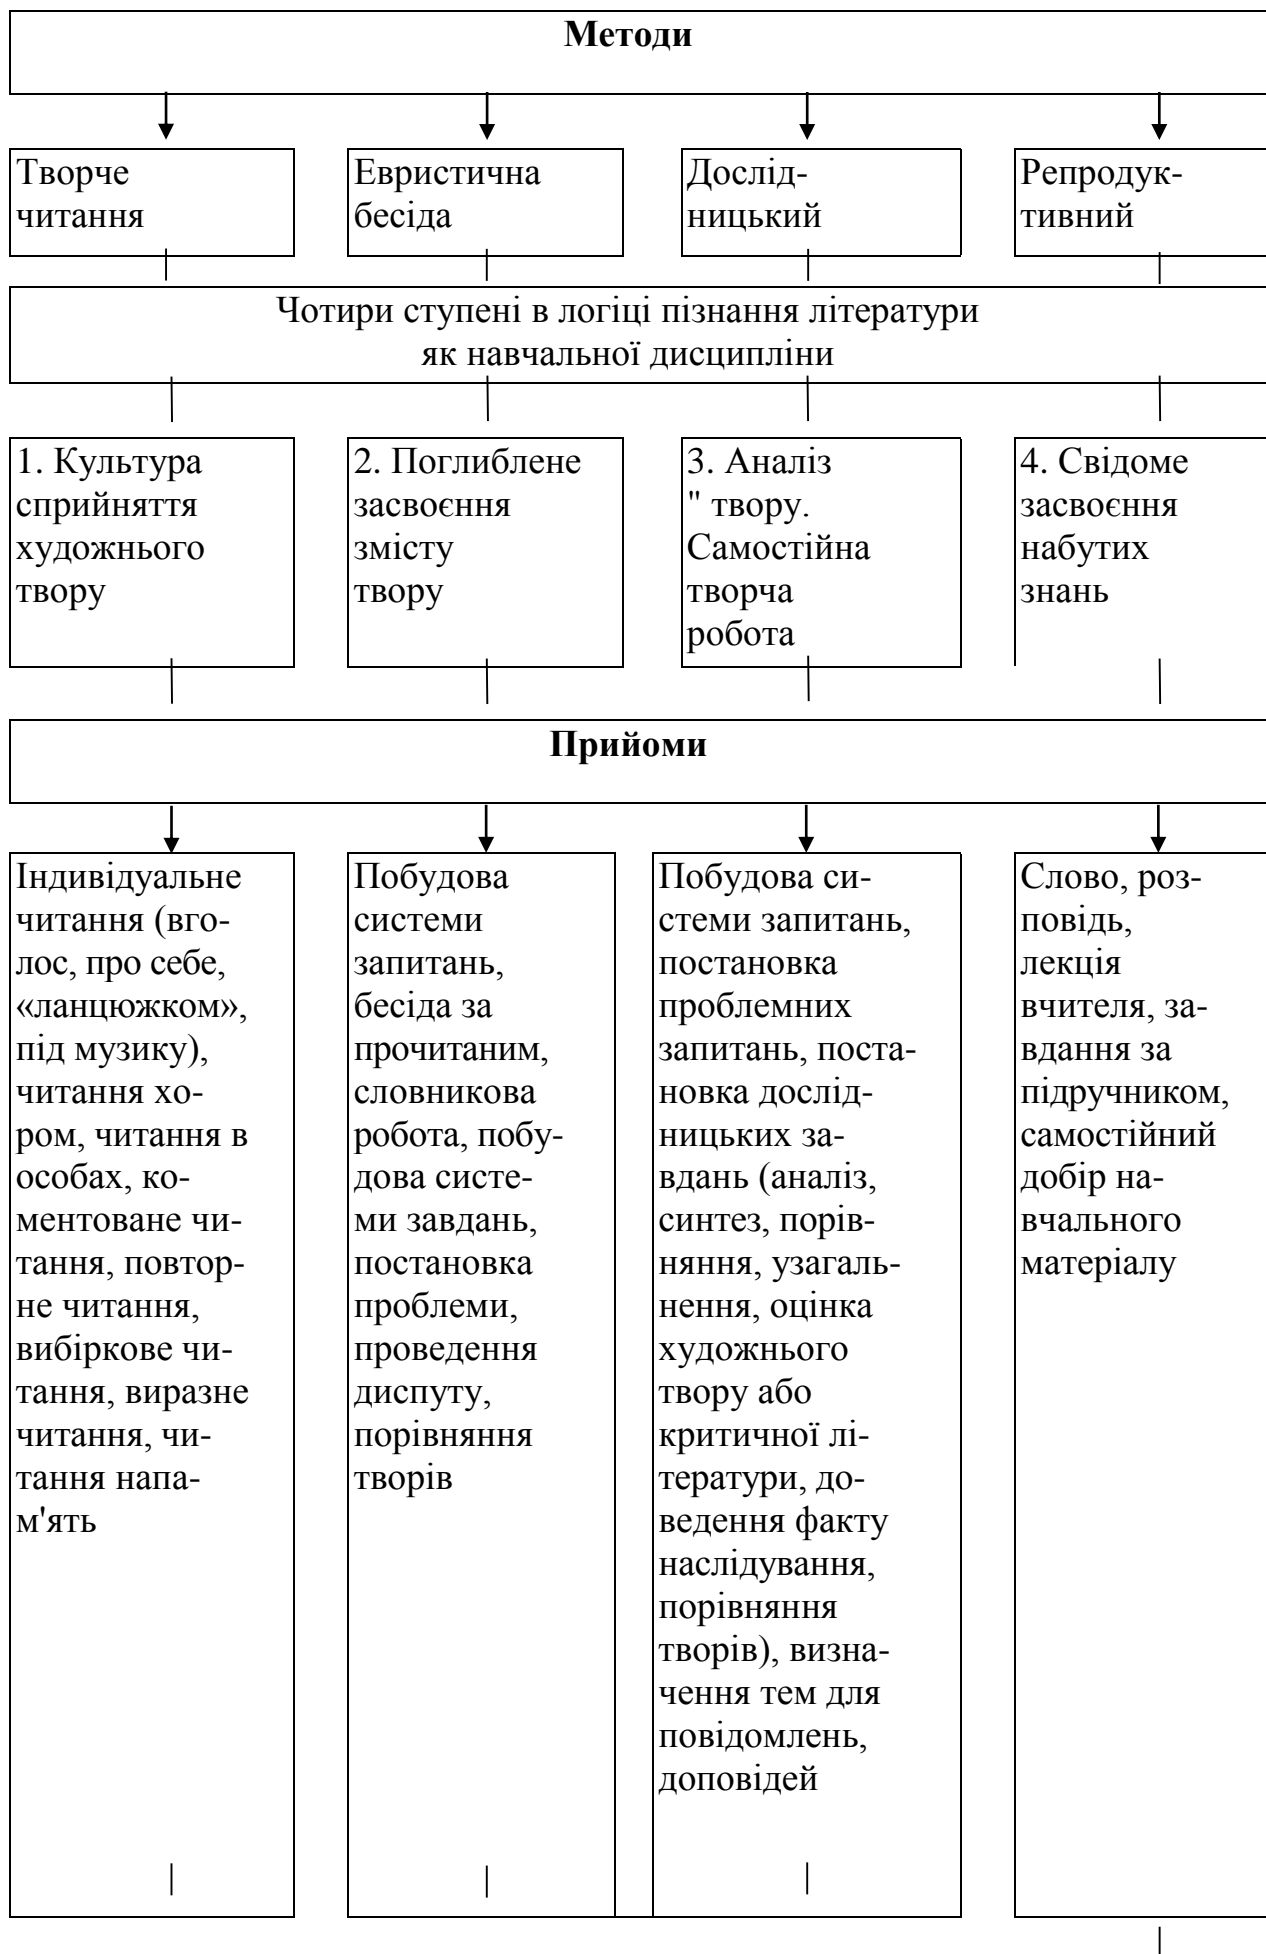 Методи
Творче
читання
Евристична
бесіда
Дослід-
ницький
Репродук-
тивний
Чотири ступені в логіці пізнання літератури
як навчальної дисципліни
1. Культура
сприйняття
художнього
твору
2. Поглиблене
засвоєння
змісту
твору
3. Аналіз
" твору.
Самостійна
творча
робота
4. Свідоме
засвоєння
набутих
знань
Прийоми
Індивідуальне
читання (вго-
лос, про себе,
«ланцюжком»,
під музику),
читання хо-
ром, читання в
особах, ко-
ментоване чи-
тання, повтор-
не читання,
вибіркове чи-
тання, виразне
читання, чи-
тання напа-
м'ять
Побудова
системи
запитань,
бесіда за
прочитаним,
словникова
робота, побу-
дова систе-
ми завдань,
постановка
проблеми,
проведення
диспуту,
порівняння
творів
Побудова си-
стеми запитань,
постановка
проблемних
запитань, поста-
новка дослід-
ницьких за-
вдань (аналіз,
синтез, порів-
няння, узагаль-
нення, оцінка
художнього
твору або
критичної лі-
тератури, до-
ведення факту
наслідування,
порівняння
творів), визна-
чення тем для
повідомлень,
доповідей
Слово, роз-
повідь,
лекція
вчителя, за-
вдання за
підручником,
самостійний
добір на-
вчального
матеріалу